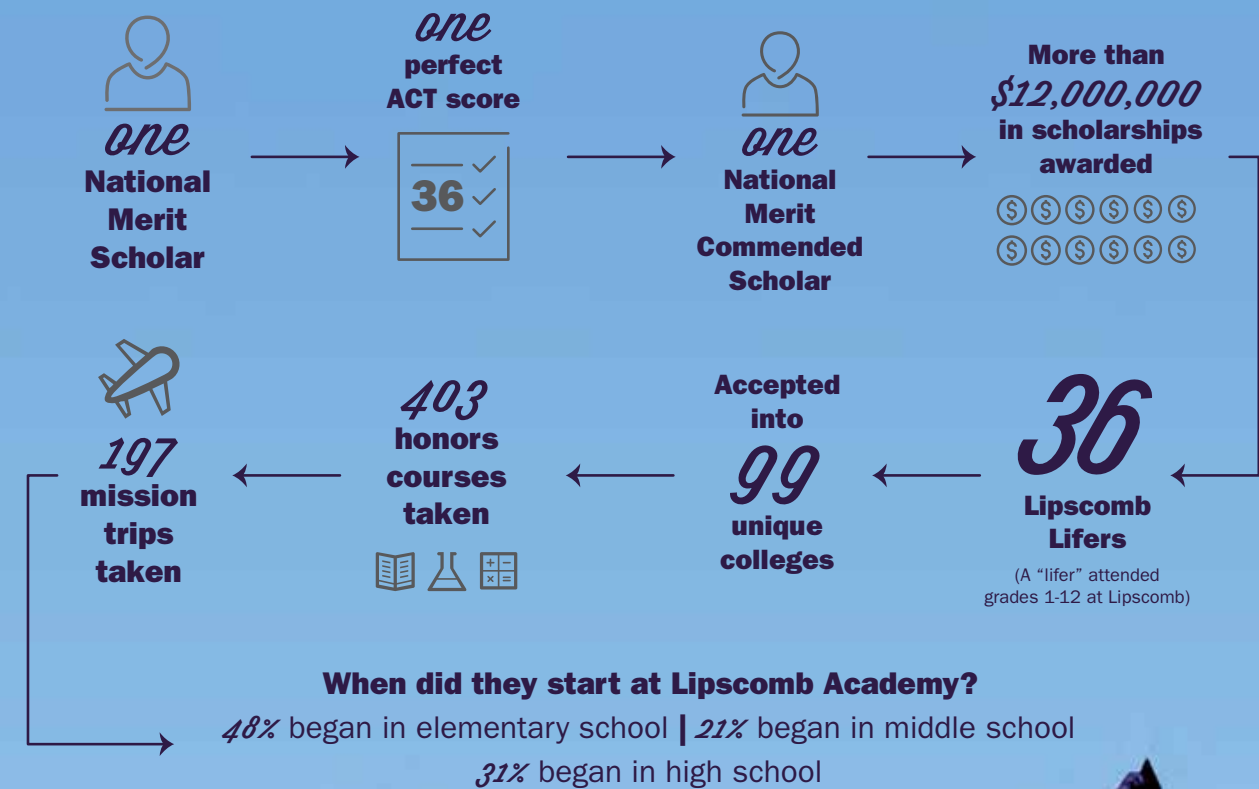 one
National
Merit
Scholar
one
perfect
ACT score
36
one
National
Merit
Commended
Scholar
More than
$12,000,000
in scholarships
awarded
$ $ $ $ $ $
$ $ $ $ $ $
36
Lipscomb
Lifers
(A “lifer” attended
grades 1-12 at Lipscomb)
Accepted
into
99
unique
colleges
403
honors
courses
taken
+ −
× =
197
mission
trips
taken
When did they start at Lipscomb Academy?
48% began in elementary school | 21% began in middle school
31% began in high school